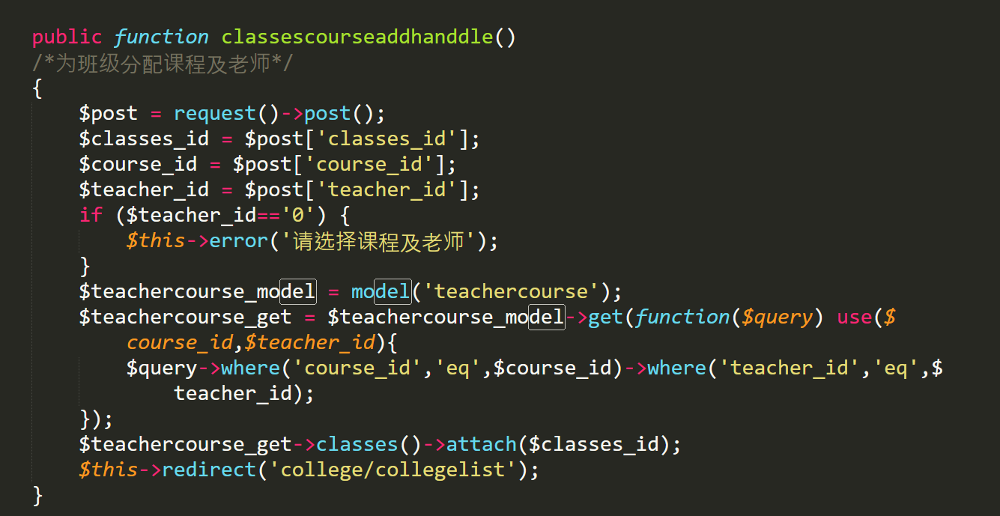 public function classescourseaddhanddle()
/*为班级分配课程及老师*/
{
$post = request()->post();
$classes_id = $post['classes_id'];
$course_id = $post['course_id'];
$teacher_id = $post['teacher_id'];
if ($teacher_id=='0') {
$this->error('请选择课程及老师');
}
$teachercourse_model = model('teachercourse');
$teachercourse_get = $teachercourse_model->get(function($query) use($
course_id,$teacher_id){
$query->where('course_id','eq',$course_id)->where('teacher_id','eq',$
teacher_id);
});
$teachercourse_get->classes()->attach($classes_id);
$this->redirect('college/collegelist');
}